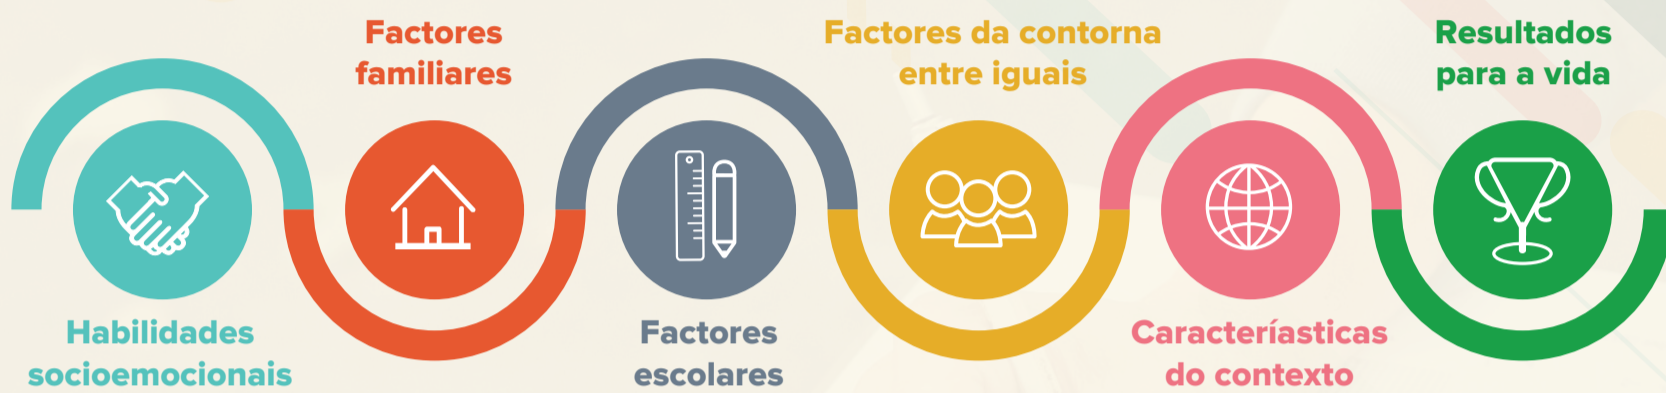 Habilidades
socioemocionais
Factores
familiares
Factores
escolares
Factores da contorna
entre iguais
Caracteríasticas
do contexto
Resultados
para a vida